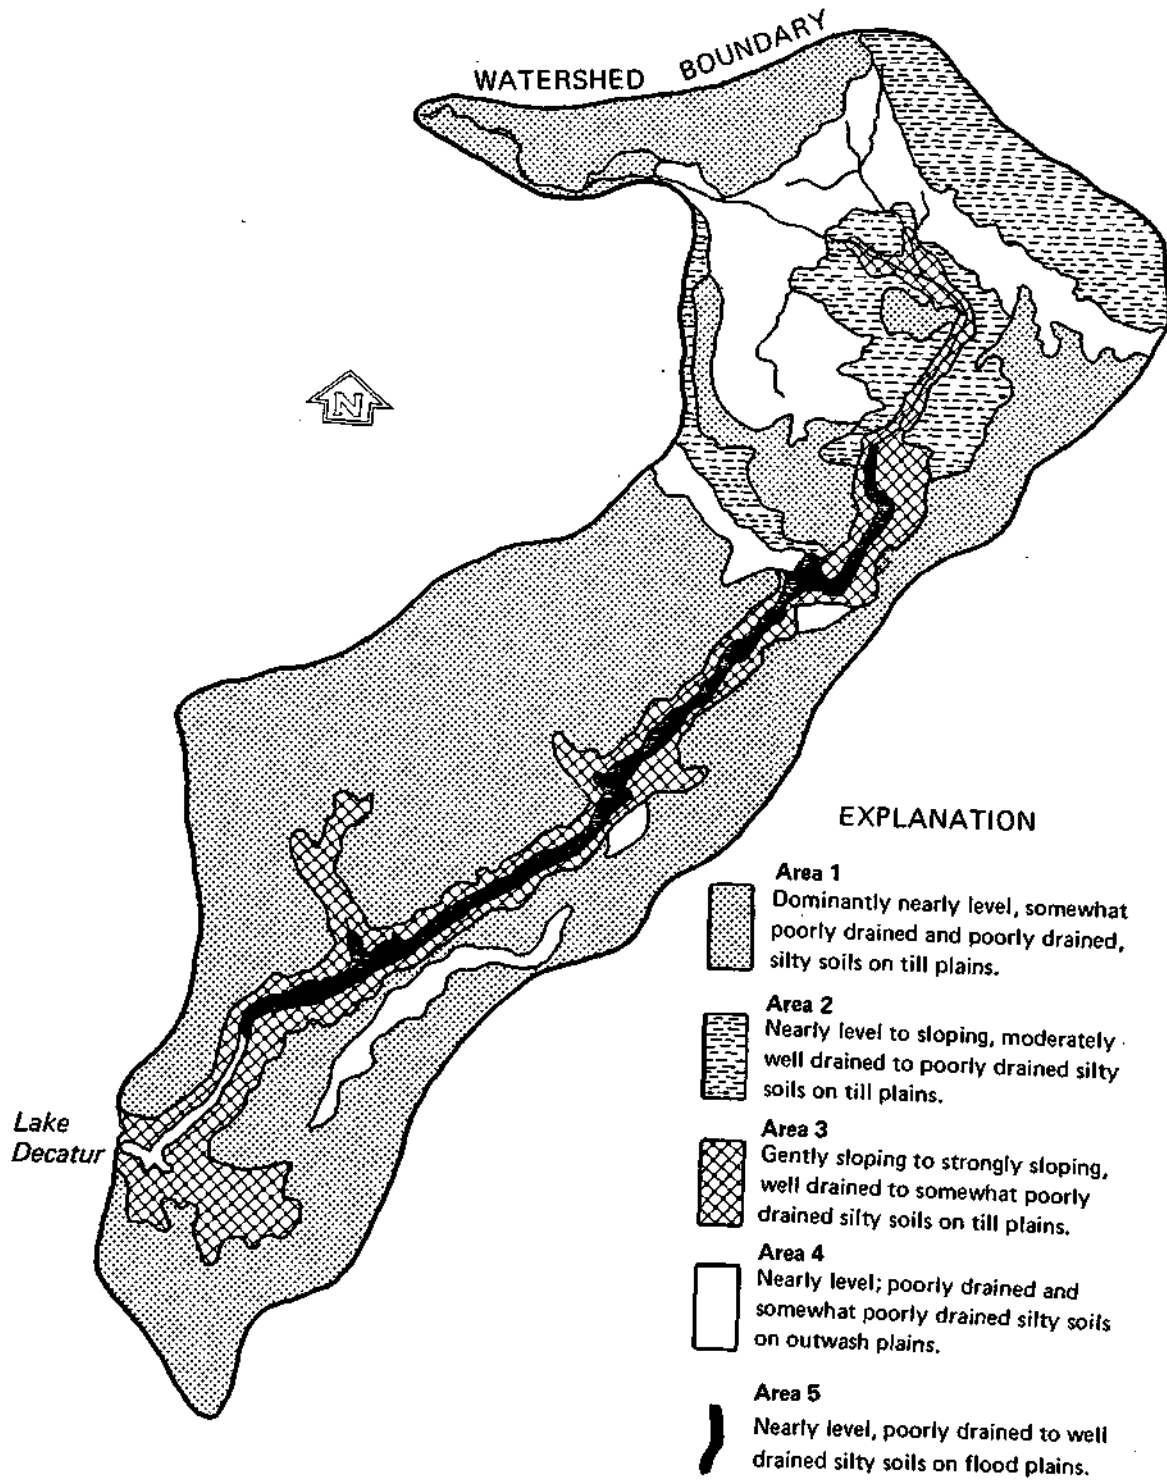 WATERSHED BOUNDARY
N
Lake
Decatur
EXPLANATION
Area 1
Dominantly nearly level, somewhat
poorly drained and poorly drained,
silty soils on till plains.
Area 2
Nearly level to sloping, moderately
well drained to poorly drained silty
soils on till plains.
Area 3
Gently sloping to strongly sloping,
well drained to somewhat poorly
drained silty soils on till plains.
Area 4
Nearly level; poorly drained and
somewhat poorly drained silty soils
on outwash plains.
Area 5
Nearly level, poorly drained to well
drained silty soils on flood plains.